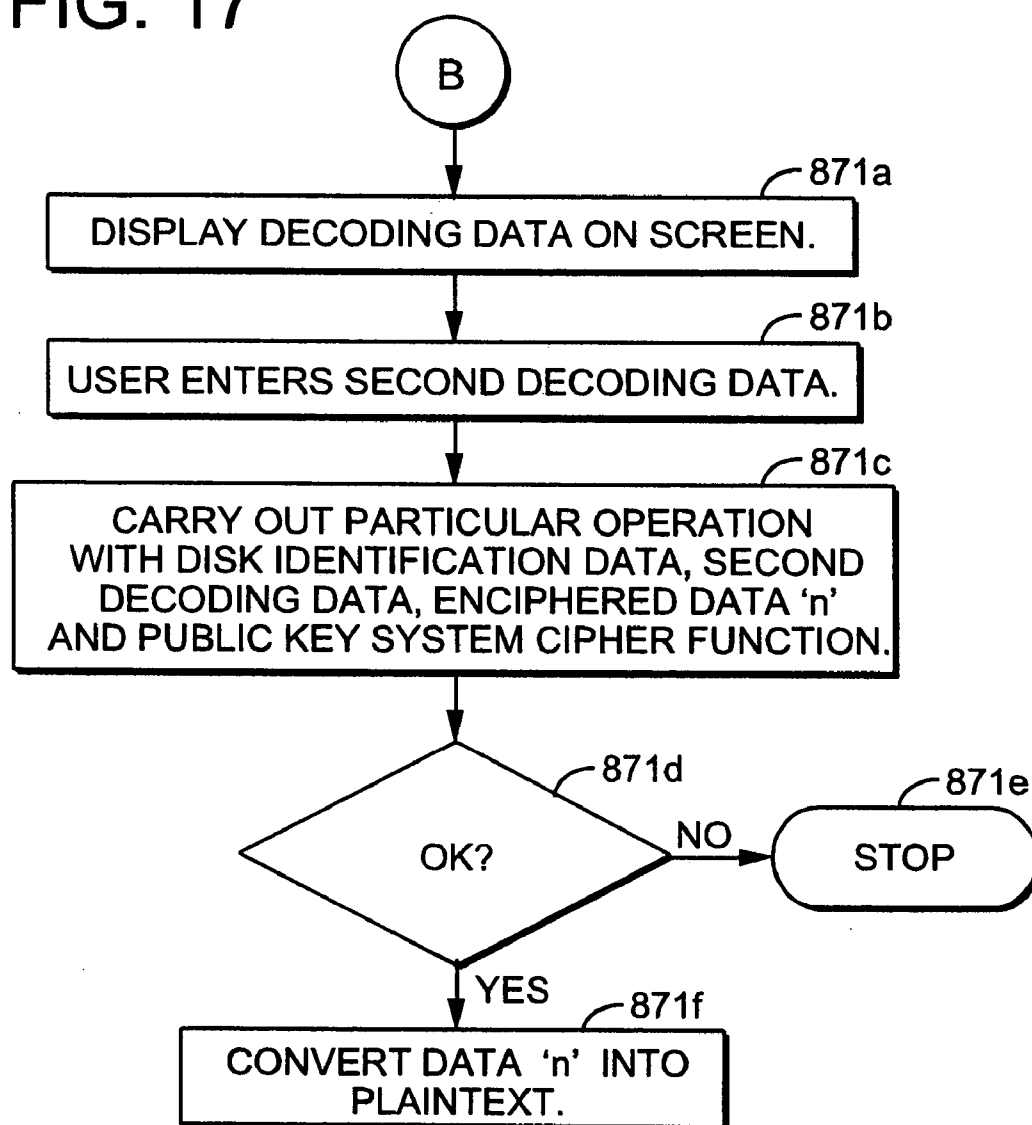 FIG. 17
B
871a
DISPLAY DECODING DATA ON SCREEN.
871b
USER ENTERS SECOND DECODING DATA.
871c
CARRY OUT PARTICULAR OPERATION
WITH DISK IDENTIFICATION DATA, SECOND
DECODING DATA, ENCIPHERED DATA ‘n’
AND PUBLIC KEY SYSTEM CIPHER FUNCTION.
871d
OK?
NO
871e
STOP
YES
871f
CONVERT DATA ‘n’ INTO
PLAINTEXT.